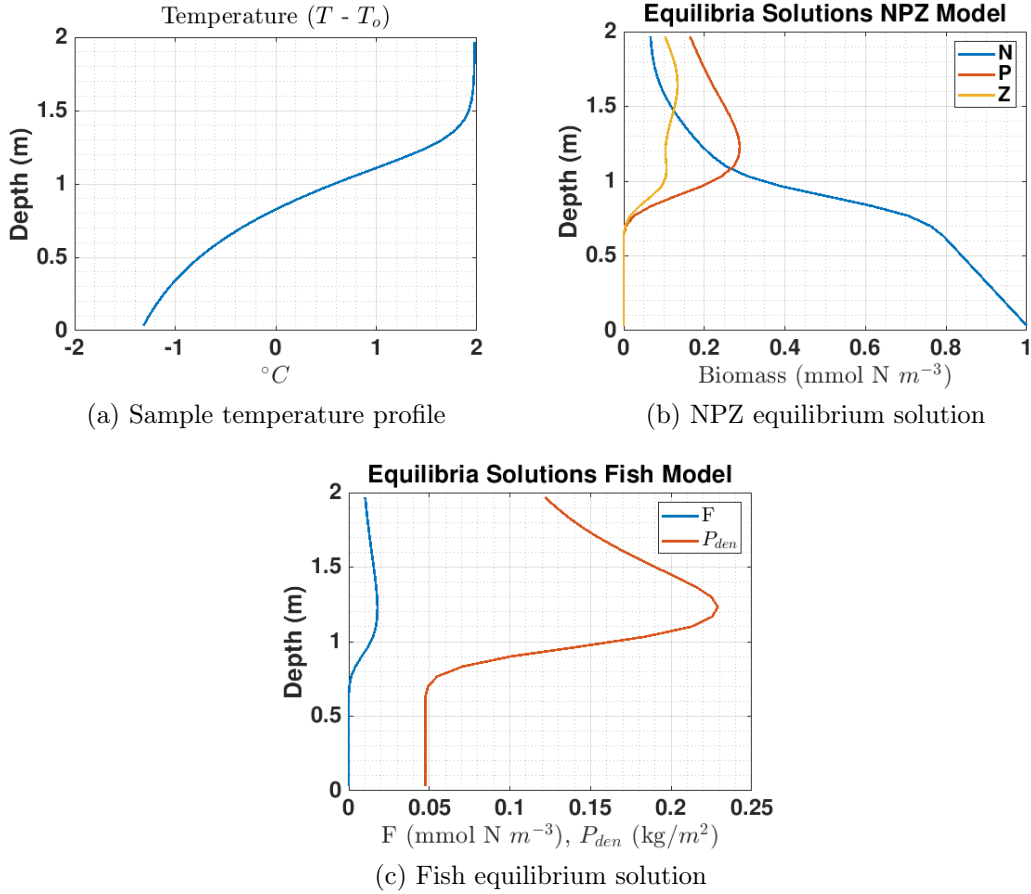 Temperature (T - T_o)
Depth (m)
2
1.5
1
0.5
0
-2
-1
0
1
2
°C
(a) Sample temperature profile
Equilibria Solutions NPZ Model
Depth (m)
2
1.5
1
0.5
0
N
P
Z
0
0.2
0.4
0.6
0.8
1
Biomass (mmol N m⁻³)
(b) NPZ equilibrium solution
Equilibria Solutions Fish Model
Depth (m)
2
1.5
1
0.5
0
F
P_den
0
0.05
0.1
0.15
0.2
0.25
F (mmol N m⁻³), P_den (kg/m²)
(c) Fish equilibrium solution